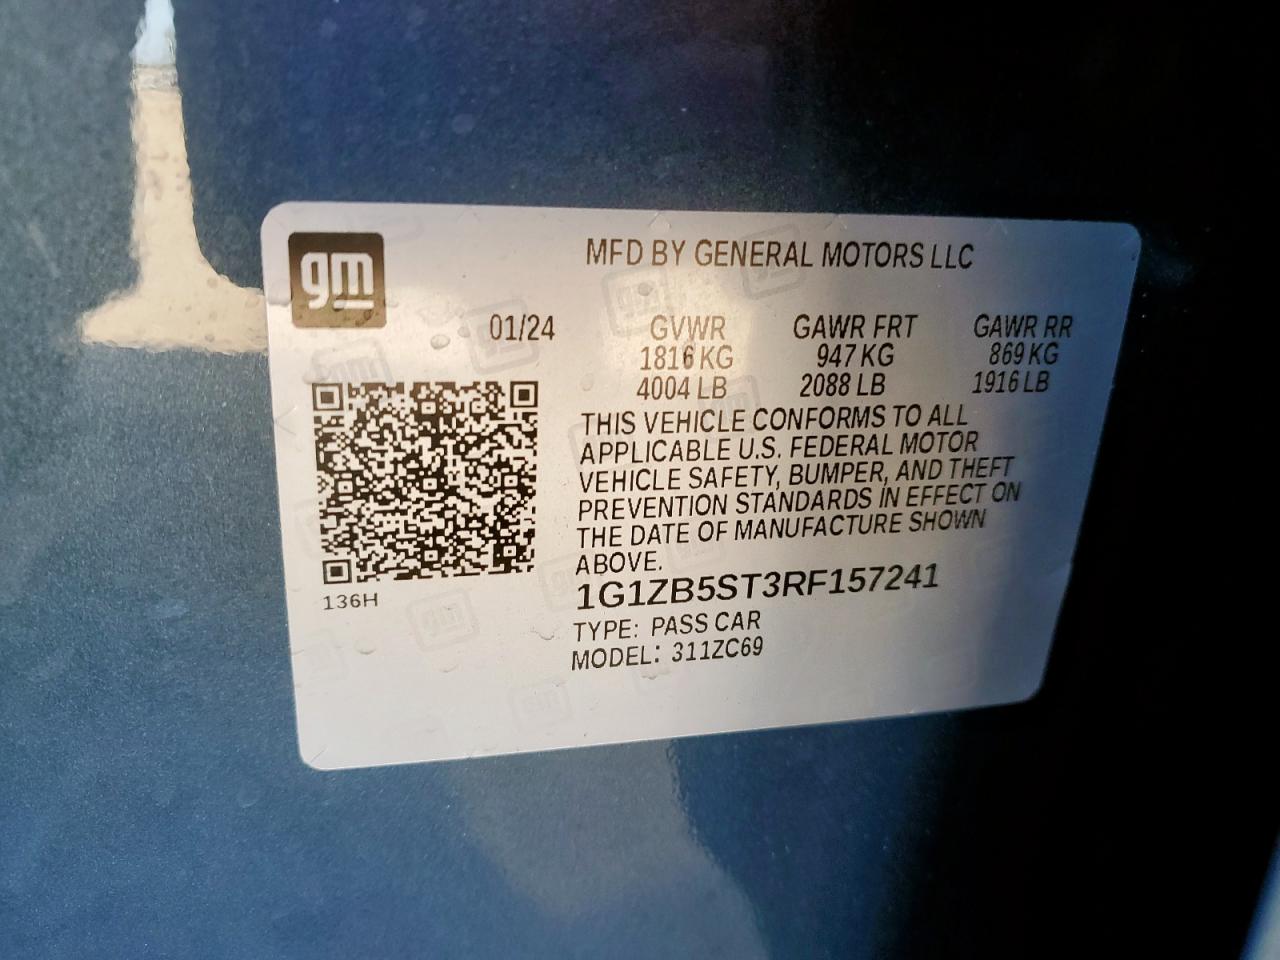 gm
MFD BY GENERAL MOTORS LLC
01/24 GVWR GAWR FRT GAWR RR
1816 KG 947 KG 869 KG
4004 LB 2088 LB 1916 LB
THIS VEHICLE CONFORMS TO ALL
APPLICABLE U.S. FEDERAL MOTOR
VEHICLE SAFETY, BUMPER, AND THEFT
PREVENTION STANDARDS IN EFFECT ON
THE DATE OF MANUFACTURE SHOWN
ABOVE.
136H
1G1ZB5ST3RF157241
TYPE: PASS CAR
MODEL: 311ZC69